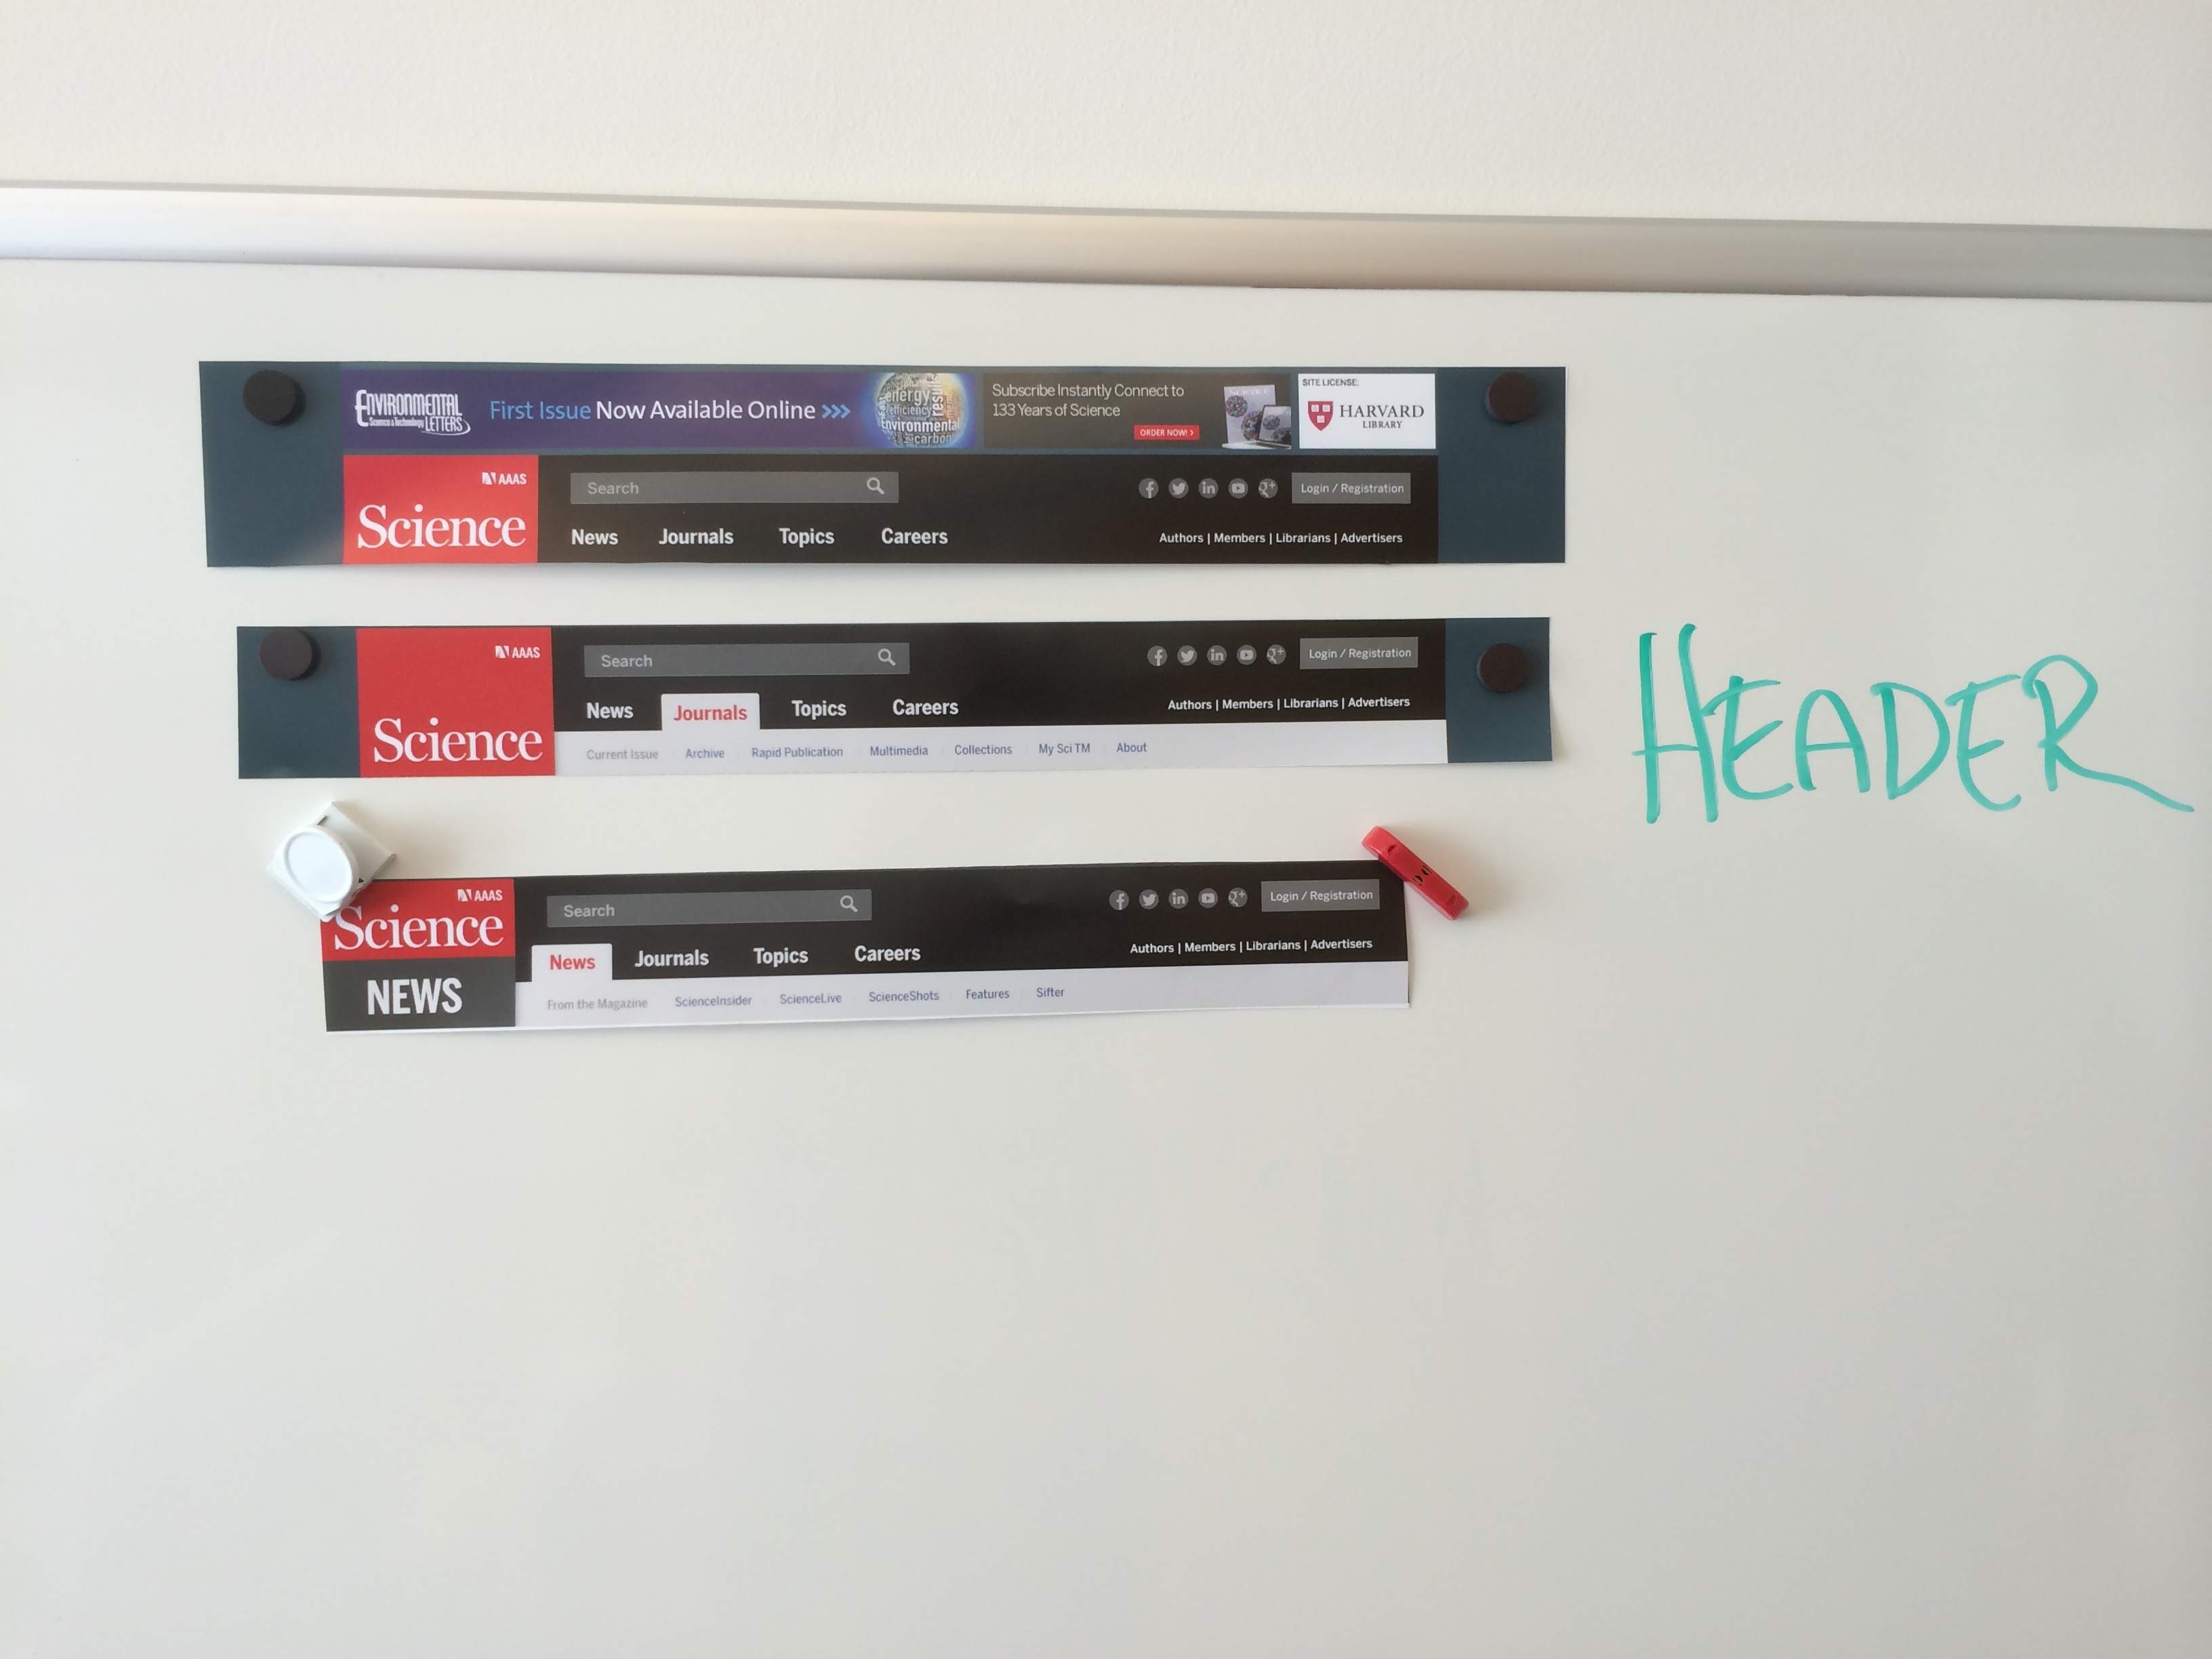 ENVIRONMENTAL
Science & Technology LETTERS
First Issue Now Available Online >>>
energy
efficiency
Environmental
carbon
Subscribe Instantly Connect to
133 Years of Science
ORDER NOW! >
SITE LICENSE:
HARVARD
LIBRARY
AAAS
Science
Search
Login / Registration
News Journals Topics Careers
Authors | Members | Librarians | Advertisers
AAAS
Science
Search
Login / Registration
News Journals Topics Careers
Authors | Members | Librarians | Advertisers
Current Issue Archive Rapid Publication Multimedia Collections My Sci TM About
HEADER
AAAS
Science
NEWS
Search
Login / Registration
News Journals Topics Careers
Authors | Members | Librarians | Advertisers
From the Magazine ScienceInsider ScienceLive ScienceShots Features Sifter